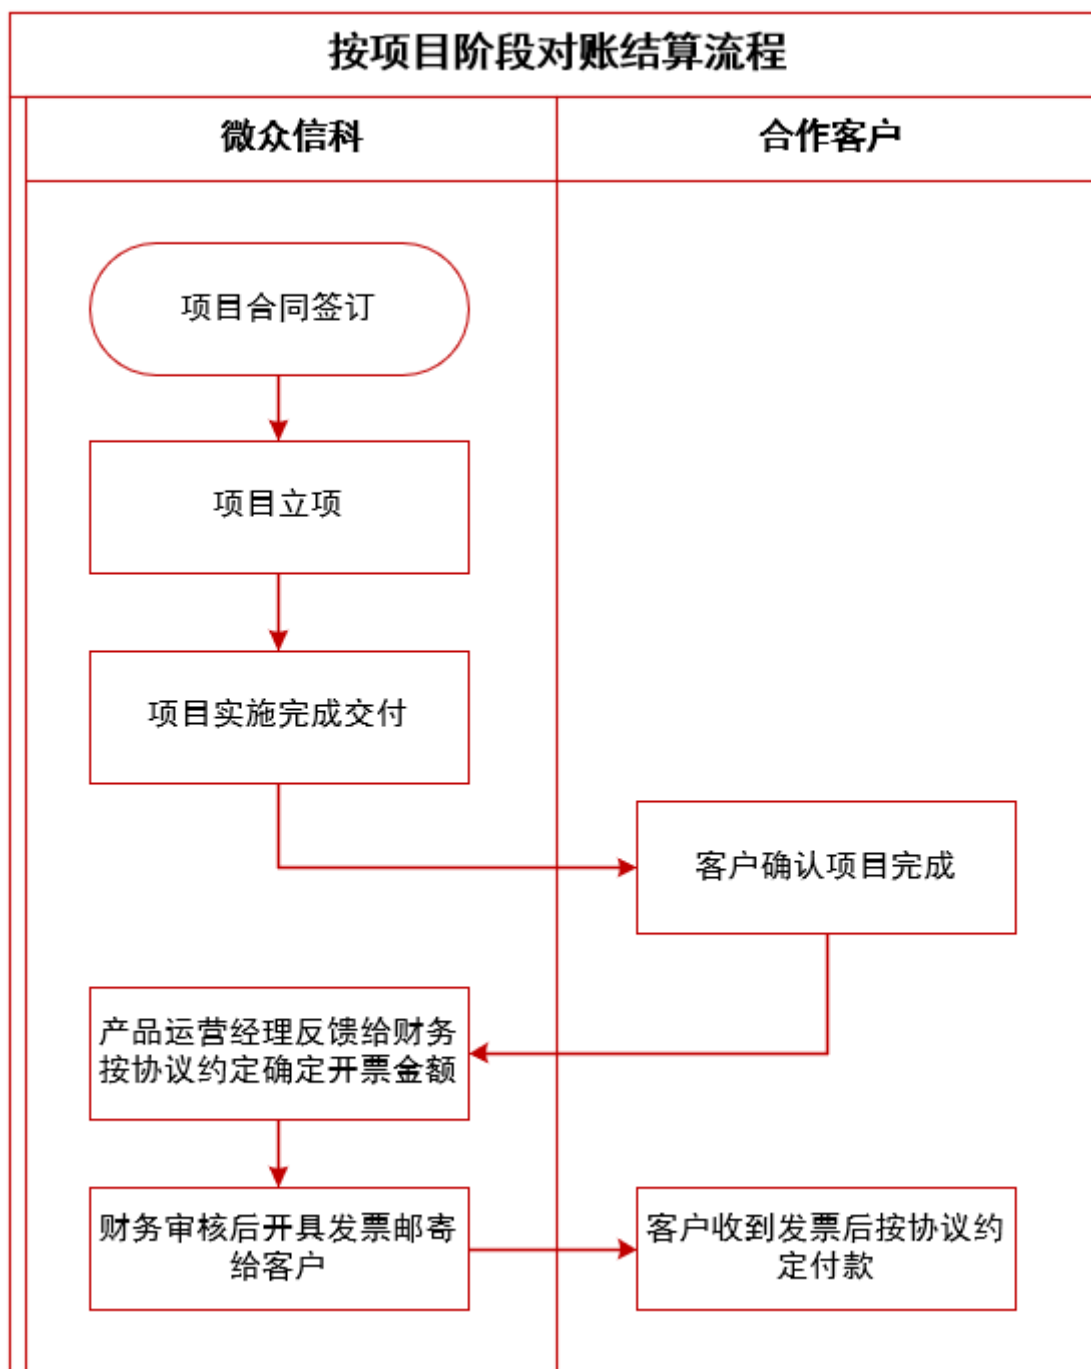 按项目阶段对账结算流程
微众信科
合作客户
项目合同签订
项目立项
项目实施完成交付
客户确认项目完成
产品运营经理反馈给财务
按协议约定确定开票金额
财务审核后开具发票邮寄
给客户
客户收到发票后按协议约
定付款